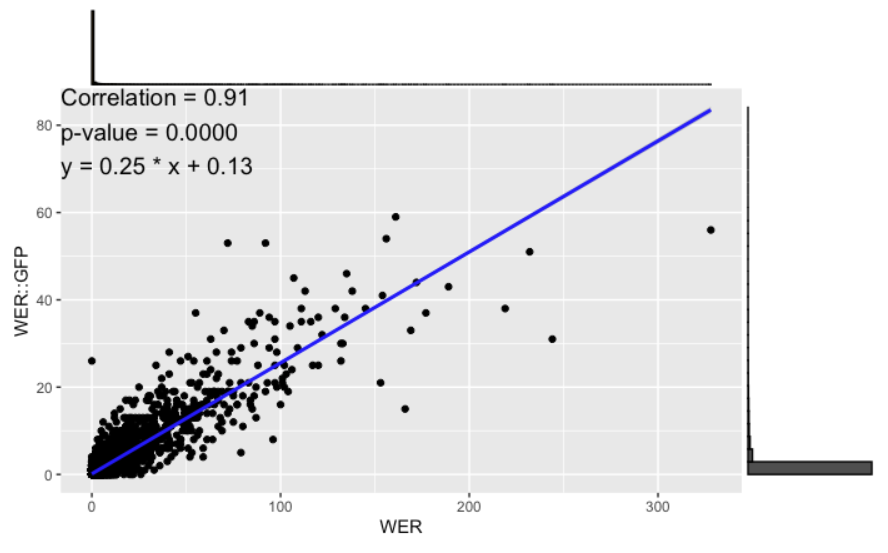 Correlation = 0.91
80
p-value = 0.0000
y = 0.25 * x + 0.13
60
WER::GFP
40
20
0
0 100 200 300
WER